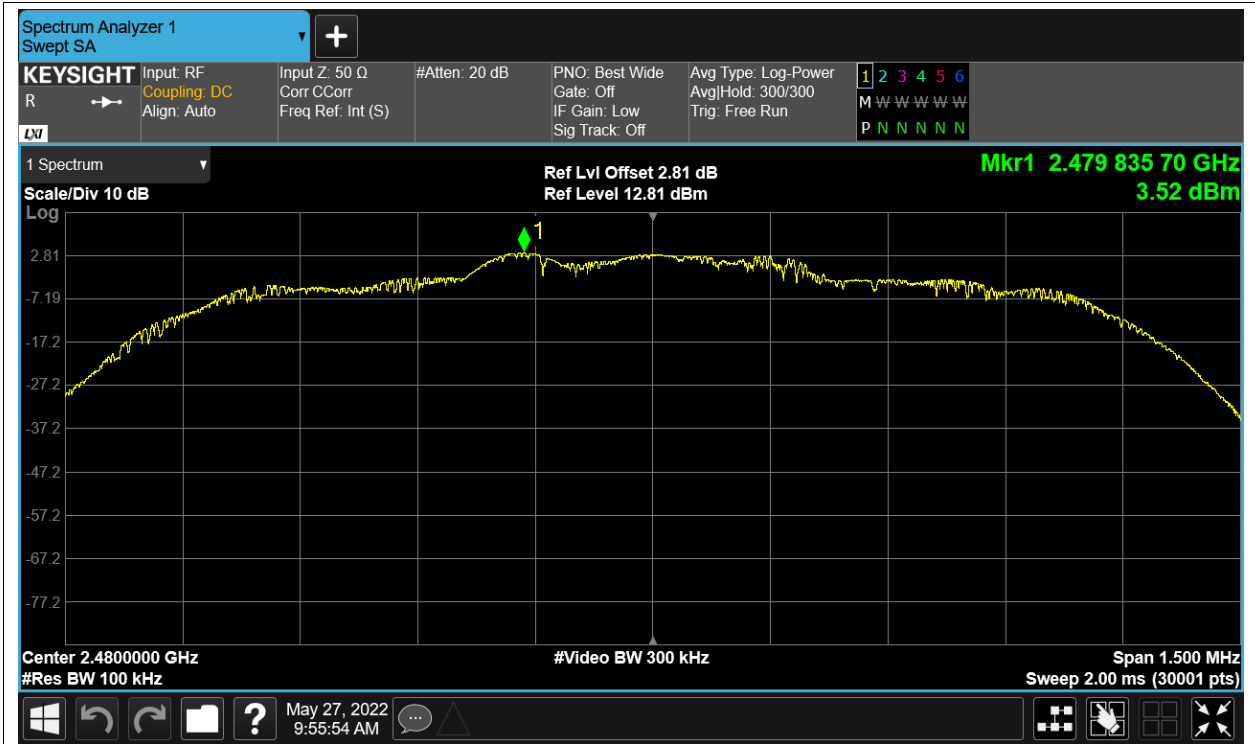 Spectrum Analyzer 1
Swept SA
KEYSIGHT
R
LXI
Input: RF
Coupling: DC
Align: Auto
Input Z: 50 Ω
Corr CCorr
Freq Ref: Int (S)
#Atten: 20 dB
PNO: Best Wide
Gate: Off
IF Gain: Low
Sig Track: Off
Avg Type: Log-Power
Avg|Hold: 300/300
Trig: Free Run
1 2 3 4 5 6
M W W W W W
P N N N N N
1 Spectrum
Scale/Div 10 dB
Ref Lvl Offset 2.81 dB
Ref Level 12.81 dBm
Mkr1 2.479 835 70 GHz
3.52 dBm
Log
1
2.81
-7.19
-17.2
-27.2
-37.2
-47.2
-57.2
-67.2
-77.2
Center 2.4800000 GHz
#Res BW 100 kHz
#Video BW 300 kHz
Span 1.500 MHz
Sweep 2.00 ms (30001 pts)
?
May 27, 2022
9:55:54 AM